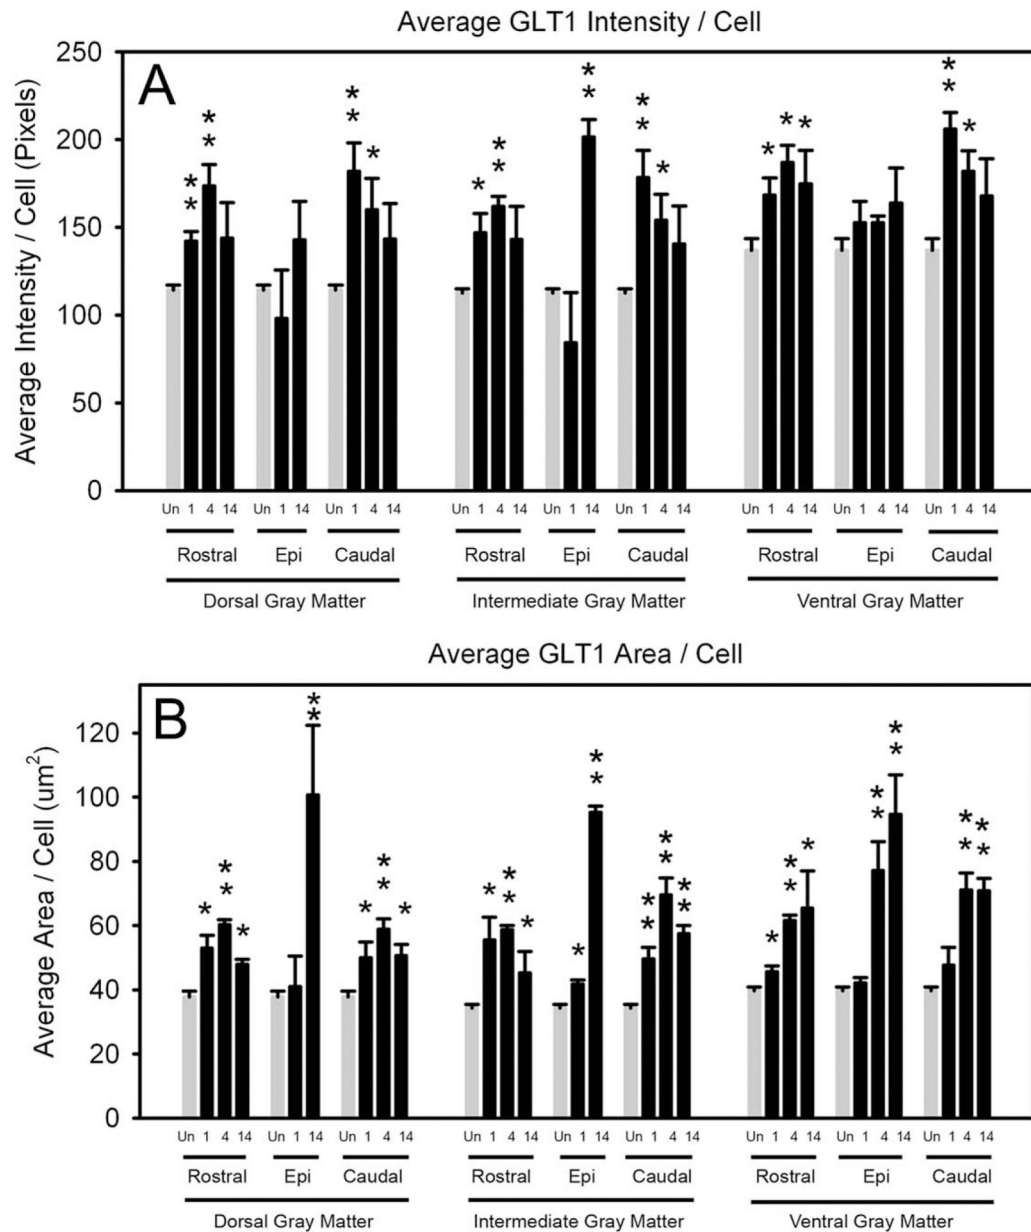 Average GLT1 Intensity / Cell
A
Average Intensity / Cell (Pixels)
250
200
150
100
50
0
* * * * * * * * * * * * * * * * * * * * *
Un 1 4 14 Un 1 14 Un 1 4 14 Un 1 4 14 Un 1 14 Un 1 4 14 Un 1 4 14 Un 1 4 14 Un 1 4 14
Rostral Epi Caudal Rostral Epi Caudal Rostral Epi Caudal
Dorsal Gray Matter Intermediate Gray Matter Ventral Gray Matter
Average GLT1 Area / Cell
B
Average Area / Cell (um²)
120
100
80
60
40
20
0
* * * * * * * * * * * * * * * * * * * * * * * * * * * * * * * * * *
Un 1 4 14 Un 1 14 Un 1 4 14 Un 1 4 14 Un 1 14 Un 1 4 14 Un 1 4 14 Un 1 4 14 Un 1 4 14
Rostral Epi Caudal Rostral Epi Caudal Rostral Epi Caudal
Dorsal Gray Matter Intermediate Gray Matter Ventral Gray Matter